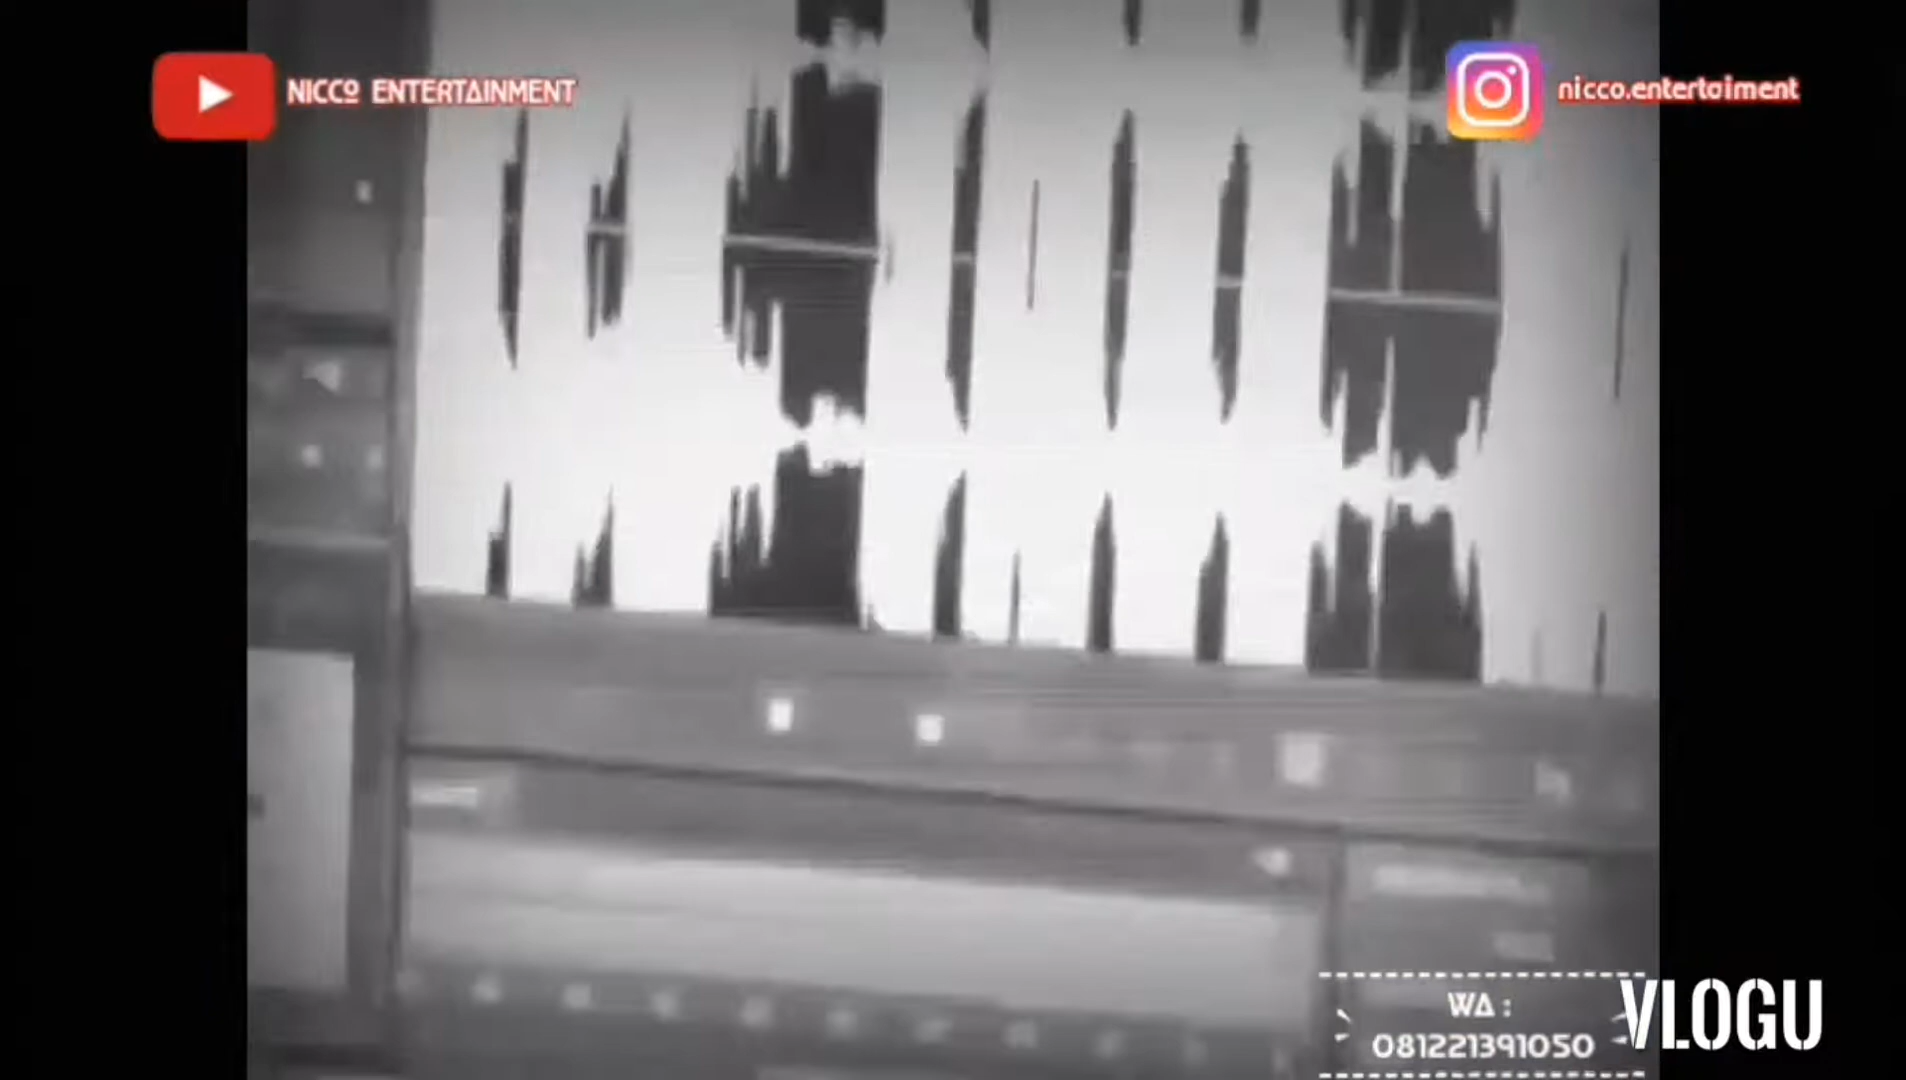 NICCO ENTERTAINMENT
nicco.entertaiment
WA :
081221391050
VLOGU